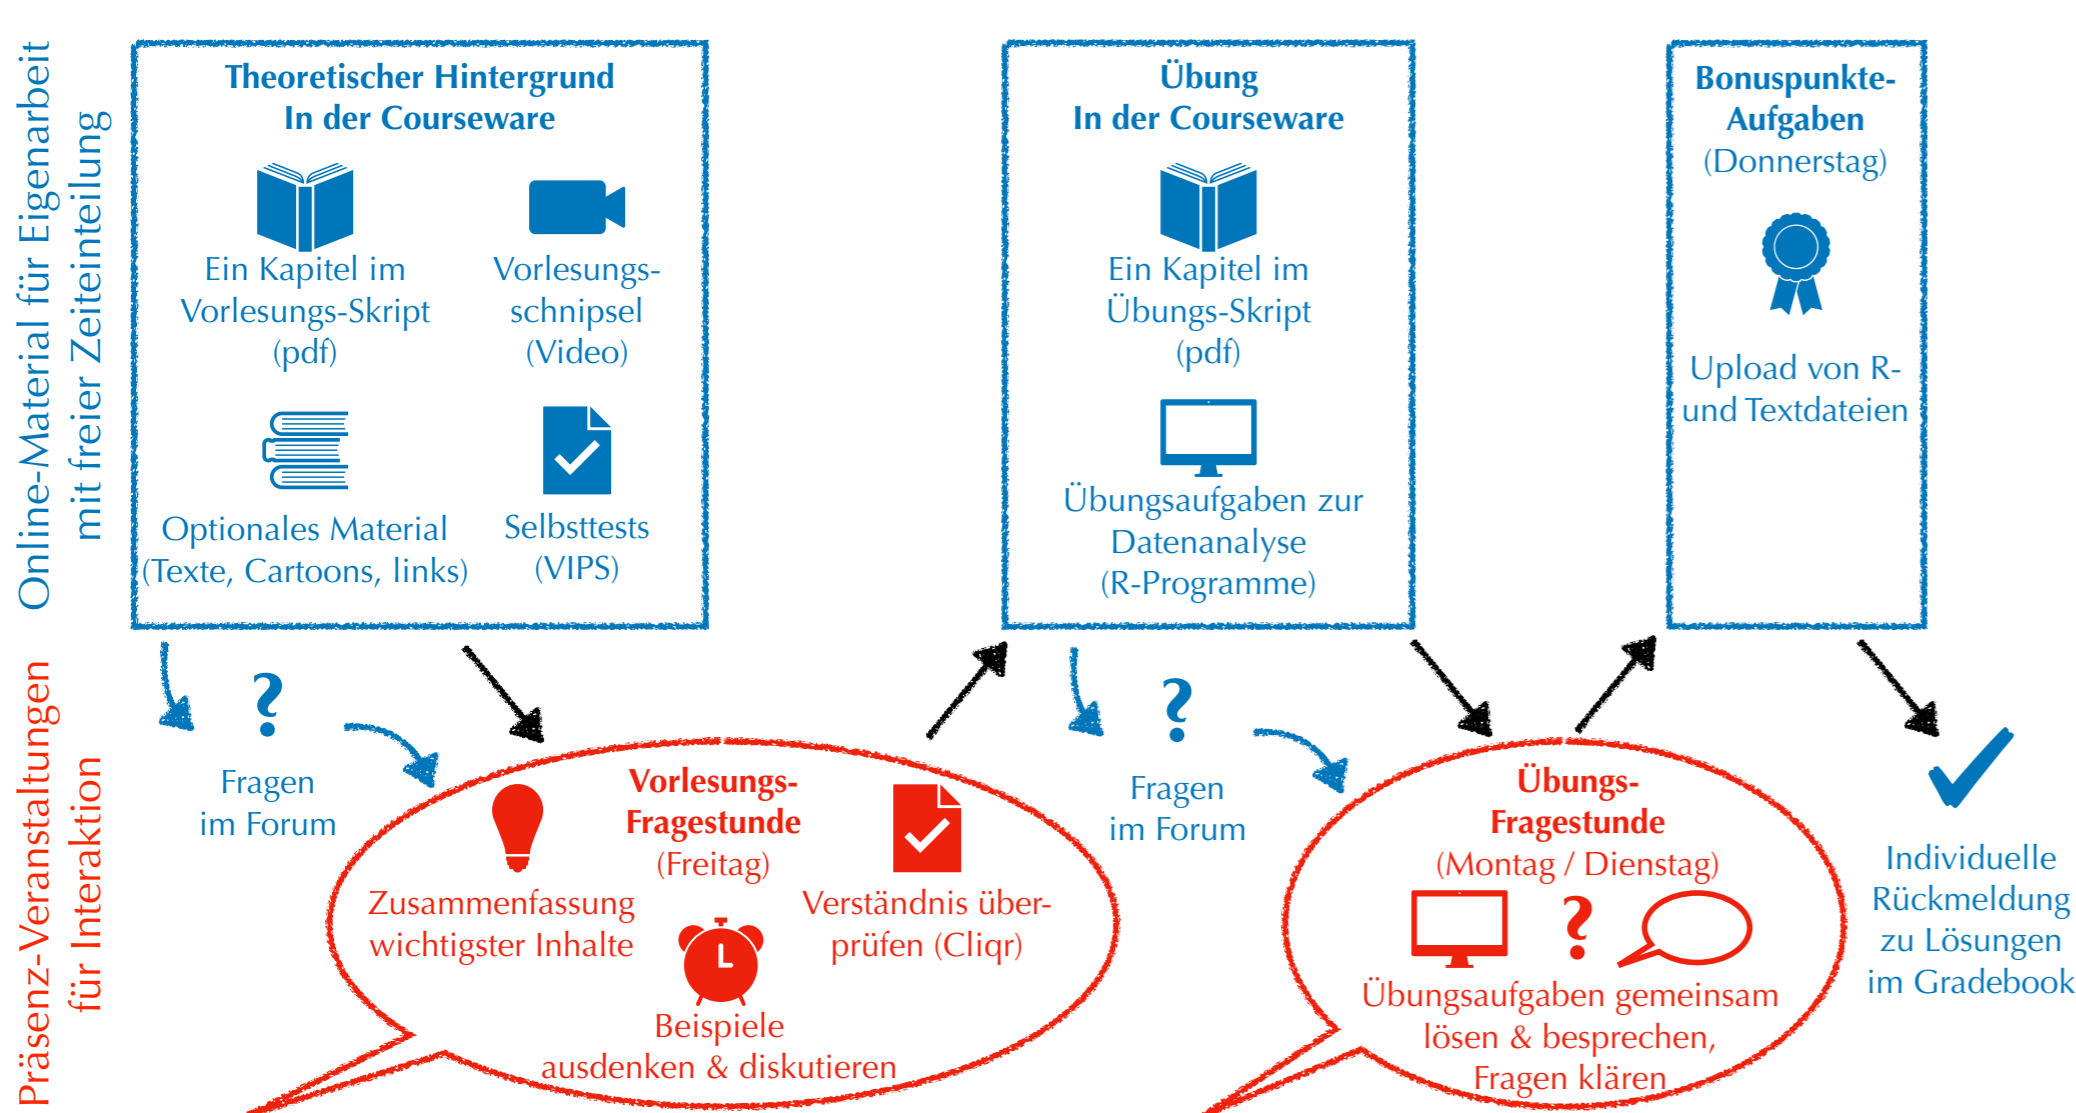 Online-Material für Eigenarbeit
mit freier Zeiteinteilung
Theoretischer Hintergrund
In der Courseware
Ein Kapitel im
Vorlesungs-Skript
(pdf)
Vorlesungs-
schnipsel
(Video)
Optionales Material
(Texte, Cartoons, links)
Selbsttests
(VIPS)
Übung
In der Courseware
Ein Kapitel im
Übungs-Skript
(pdf)
Übungsaufgaben zur
Datenanalyse
(R-Programme)
Bonuspunkte-
Aufgaben
(Donnerstag)
Upload von R-
und Textdateien
Präsenz-Veranstaltungen
für Interaktion
?
Fragen
im Forum
Vorlesungs-
Fragestunde
(Freitag)
Zusammenfassung
wichtigster Inhalte
Verständnis über-
prüfen (Cliqr)
Beispiele
ausdenken & diskutieren
?
Fragen
im Forum
Übungs-
Fragestunde
(Montag / Dienstag)
?
Übungsaufgaben gemeinsam
lösen & besprechen,
Fragen klären
Individuelle
Rückmeldung
zu Lösungen
im Gradebook